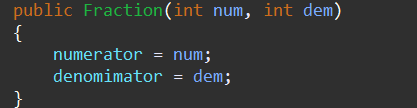 public Fraction(int num, int dem)
{
    numerator = num;
    denomimator = dem;
}